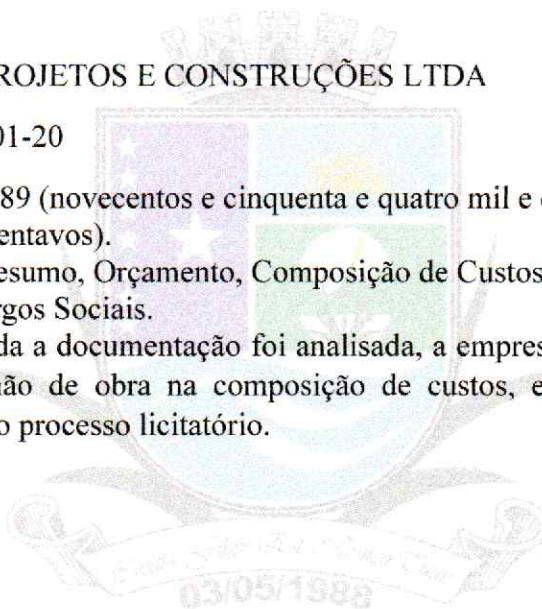 ROJETOS E CONSTRUÇÕES LTDA
01-20
89 (novecentos e cinquenta e quatro mil e
entavos).
esumo, Orçamento, Composição de Custos
rgos Sociais.
da a documentação foi analisada, a empres
ão de obra na composição de custos, e
o processo licitatório.
03/05/1988